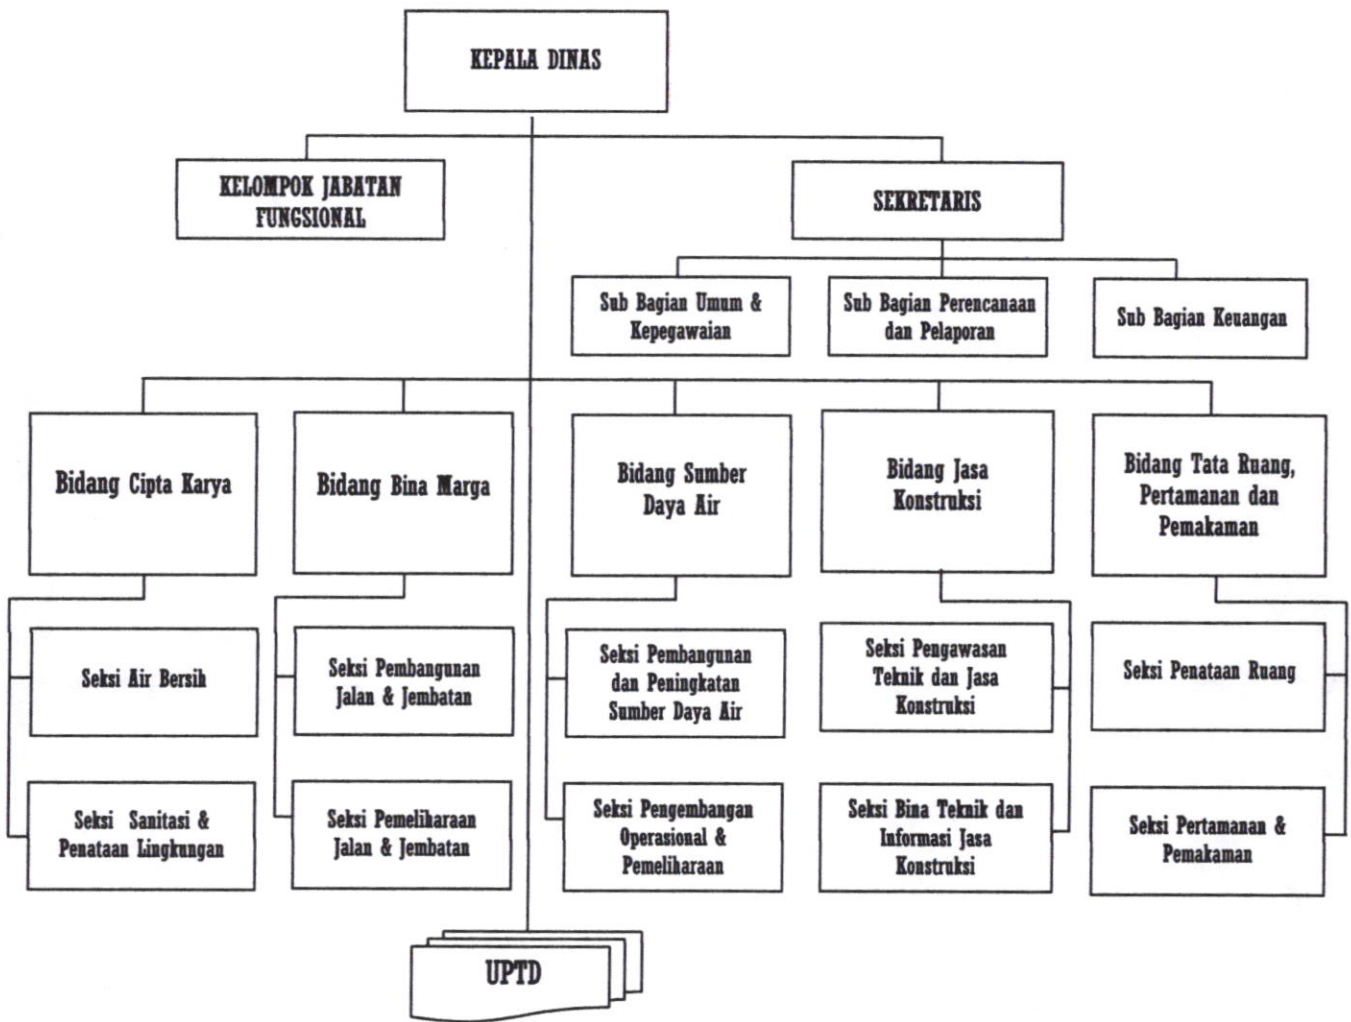 KEPALA DINAS
KELOMPOK JABATAN
FUNGSIONAL
SEKRETARIS
Sub Bagian Umum &
Kepegawaian
Sub Bagian Perencanaan
dan Pelaporan
Sub Bagian Keuangan
Bidang Cipta Karya
Bidang Bina Marga
Bidang Sumber
Daya Air
Bidang Jasa
Konstruksi
Bidang Tata Ruang,
Pertamanan dan
Pemakaman
Seksi Air Bersih
Seksi Pembangunan
Jalan & Jembatan
Seksi Pembangunan
dan Peningkatan
Sumber Daya Air
Seksi Pengawasan
Teknik dan Jasa
Konstruksi
Seksi Penataan Ruang
Seksi Sanitasi &
Penataan Lingkungan
Seksi Pemeliharaan
Jalan & Jembatan
Seksi Pengembangan
Operasional &
Pemeliharaan
Seksi Bina Teknik dan
Informasi Jasa
Konstruksi
Seksi Pertamanan &
Pemakaman
UPTD